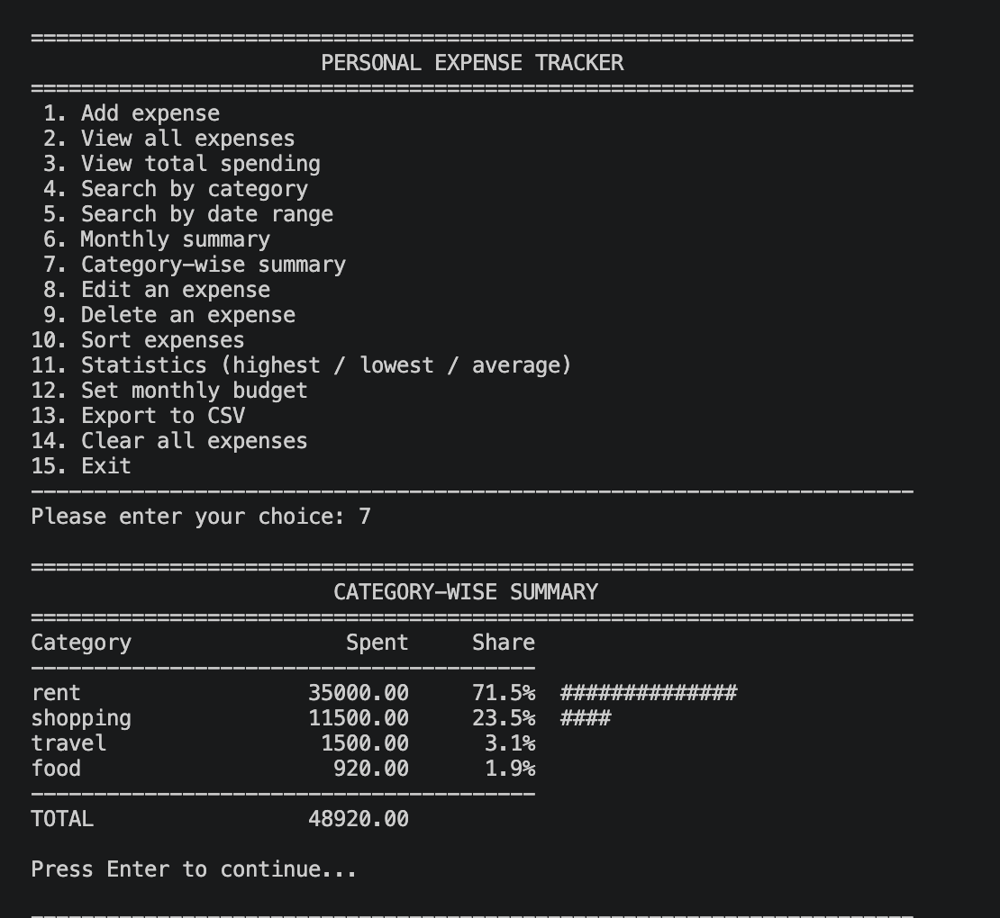 ======================================================================
PERSONAL EXPENSE TRACKER
======================================================================
1. Add expense
2. View all expenses
3. View total spending
4. Search by category
5. Search by date range
6. Monthly summary
7. Category-wise summary
8. Edit an expense
9. Delete an expense
10. Sort expenses
11. Statistics (highest / lowest / average)
12. Set monthly budget
13. Export to CSV
14. Clear all expenses
15. Exit
----------------------------------------------------------------------
Please enter your choice: 7
======================================================================
CATEGORY-WISE SUMMARY
======================================================================
Category Spent Share
----------------------------------------
rent 35000.00 71.5% ##############
shopping 11500.00 23.5% ####
travel 1500.00 3.1%
food 920.00 1.9%
----------------------------------------
TOTAL 48920.00
Press Enter to continue...